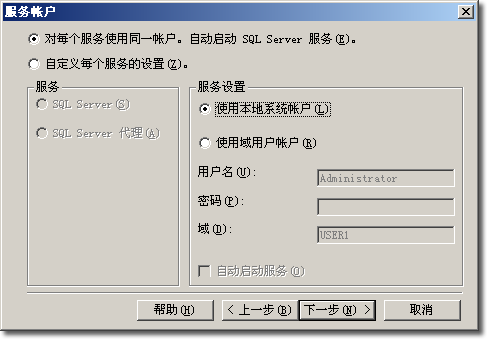 服务帐户
对每个服务使用同一帐户。自动启动 SQL Server 服务(E)。
自定义每个服务的设置(Z)。
服务
SQL Server(S)
SQL Server 代理(A)
服务设置
使用本地系统帐户(L)
使用域用户帐户(R)
用户名(U):
Administrator
密码(P):
域(D):
USER1
自动启动服务(O)
帮助(H)
< 上一步(B)
下一步(N) >
取消